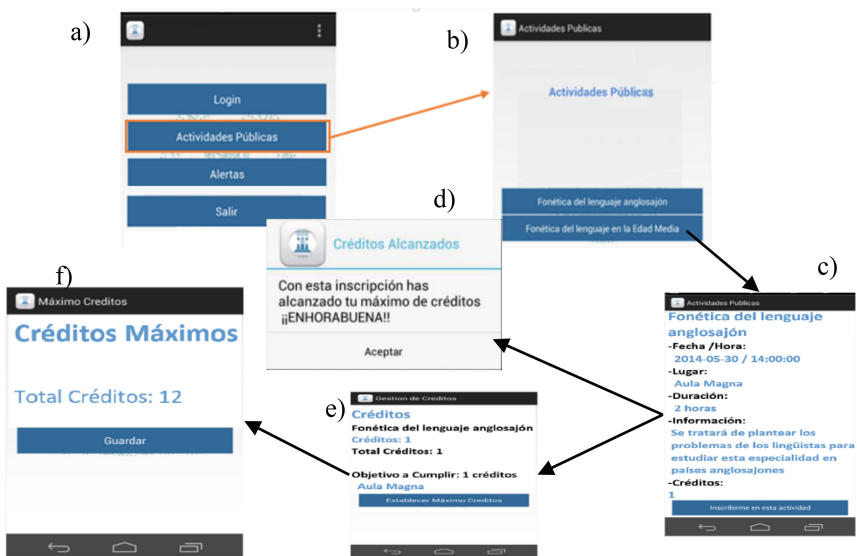 a)
Login
Actividades Públicas
Alertas
Salir
b)
Actividades Publicas
Actividades Públicas
Fonética del lenguaje anglosajón
Fonética del lenguaje en la Edad Media
c)
Actividades Publicas
Fonética del lenguaje
anglosajón
-Fecha /Hora:
2014-05-30 / 14:00:00
-Lugar:
Aula Magna
-Duración:
2 horas
-Información:
Se tratará de plantear los
problemas de los lingüistas para
estudiar esta especialidad en
países anglosajones
-Créditos:
1
Inscribirme en esta actividad
d)
Créditos Alcanzados
Con esta inscripción has
alcanzado tu máximo de créditos
¡¡ENHORABUENA!!
Aceptar
e)
Gestion de Creditos
Créditos
Fonética del lenguaje anglosajón
Créditos: 1
Total Créditos: 1
Objetivo a Cumplir: 1 créditos
Aula Magna
Establecer Máximo Creditos
f)
Máximo Creditos
Créditos Máximos
Total Créditos: 12
Guardar